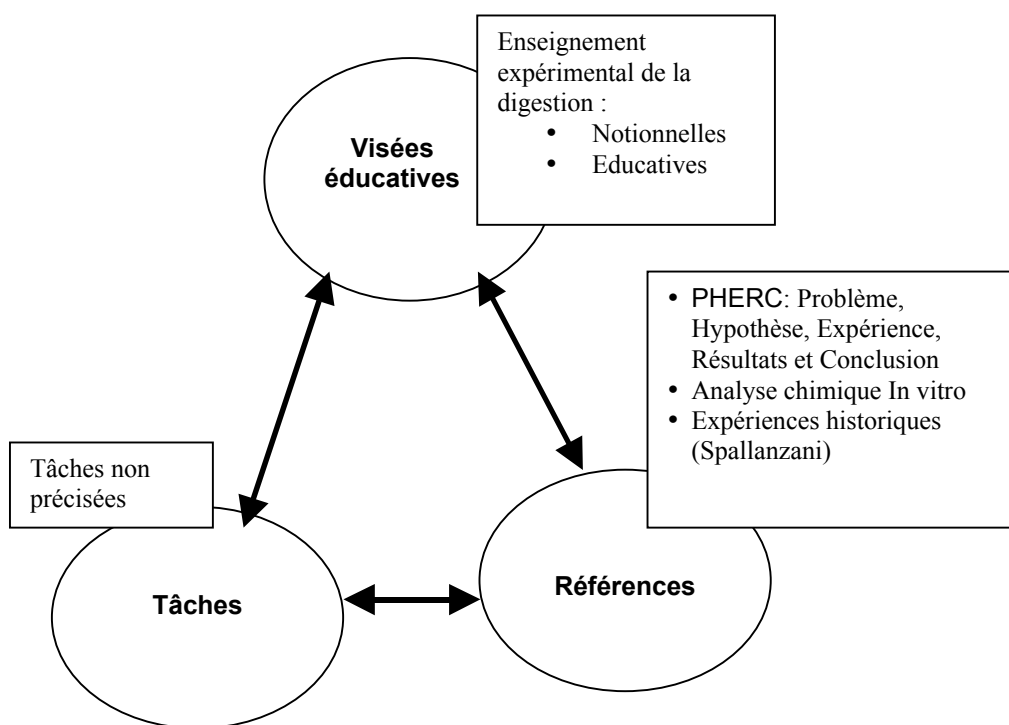 Enseignement
expérimental de la
digestion :
• Notionnelles
• Educatives
Visées
éducatives
• PHERC: Problème,
Hypothèse, Expérience,
Résultats et Conclusion
• Analyse chimique In vitro
• Expériences historiques
(Spallanzani)
Tâches non
précisées
Tâches
Références